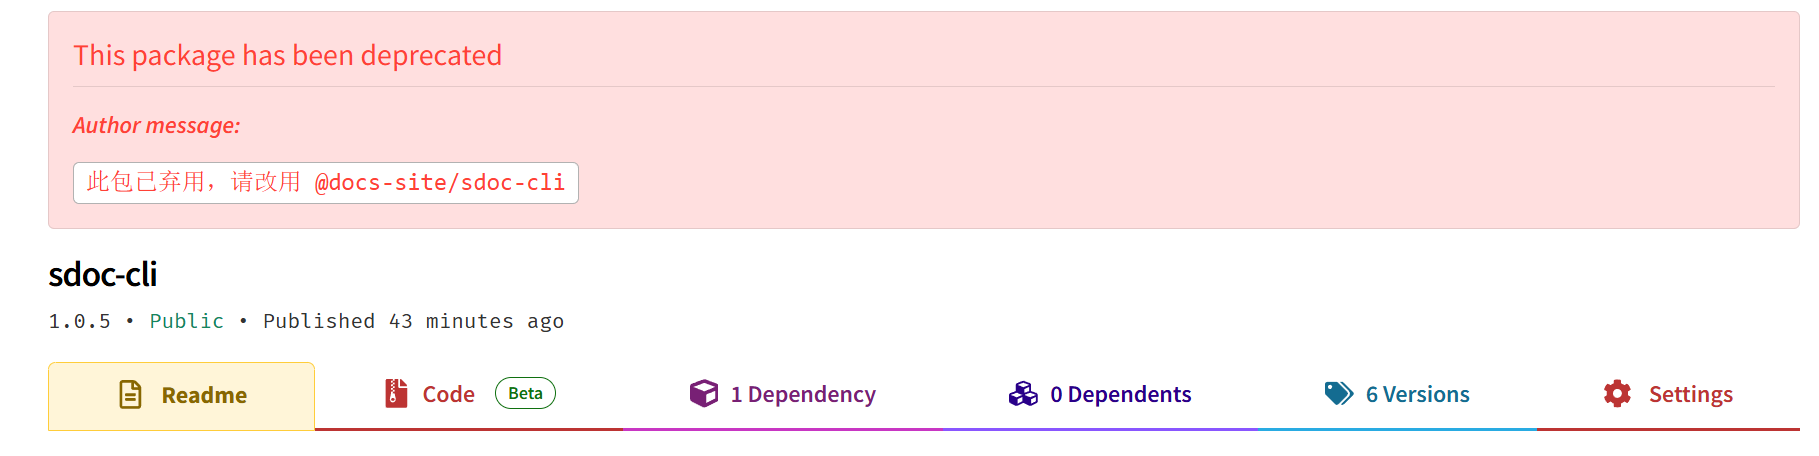 This package has been deprecated
Author message:
此包已弃用，请改用 @docs-site/sdoc-cli
sdoc-cli
1.0.5 • Public • Published 43 minutes ago
Readme Code Beta 1 Dependency 0 Dependents 6 Versions Settings